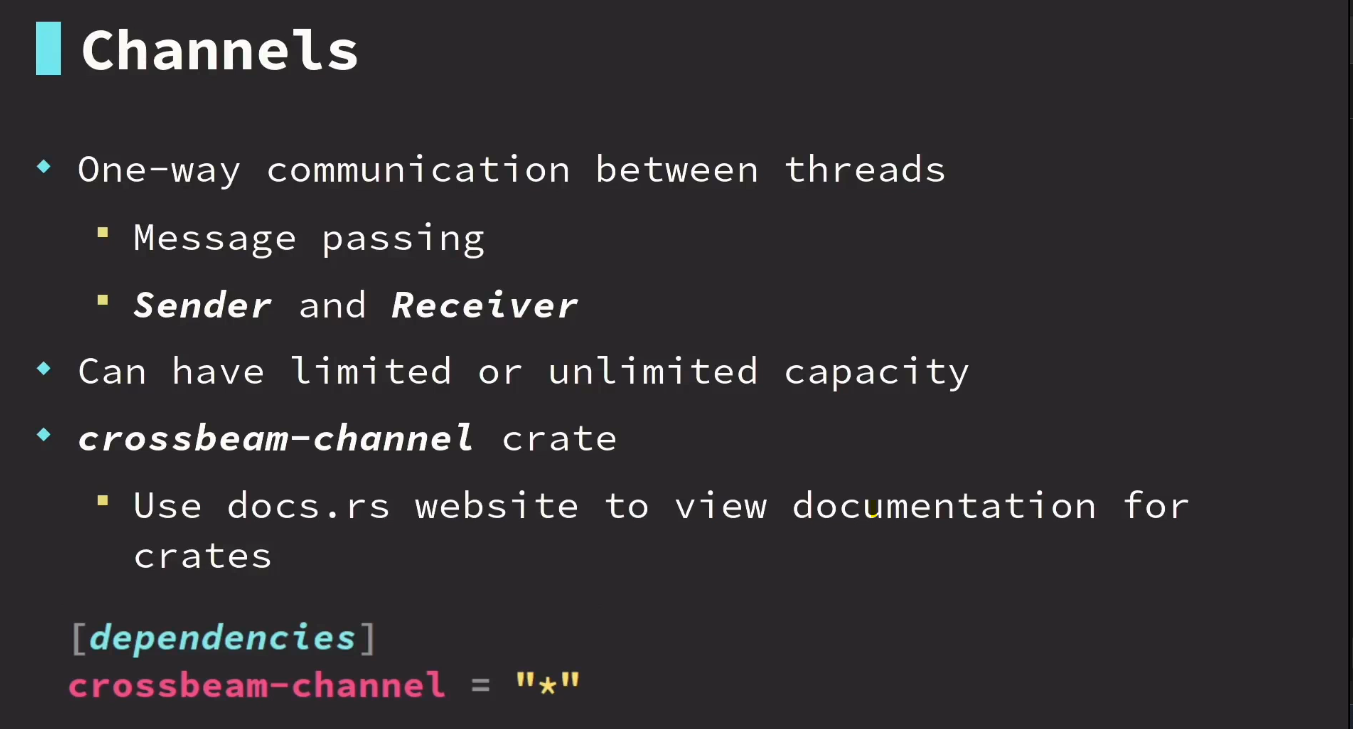 Channels
One-way communication between threads
Message passing
Sender and Receiver
Can have limited or unlimited capacity
crossbeam-channel crate
Use docs.rs website to view documentation for
crates
[dependencies]
crossbeam-channel = "*"